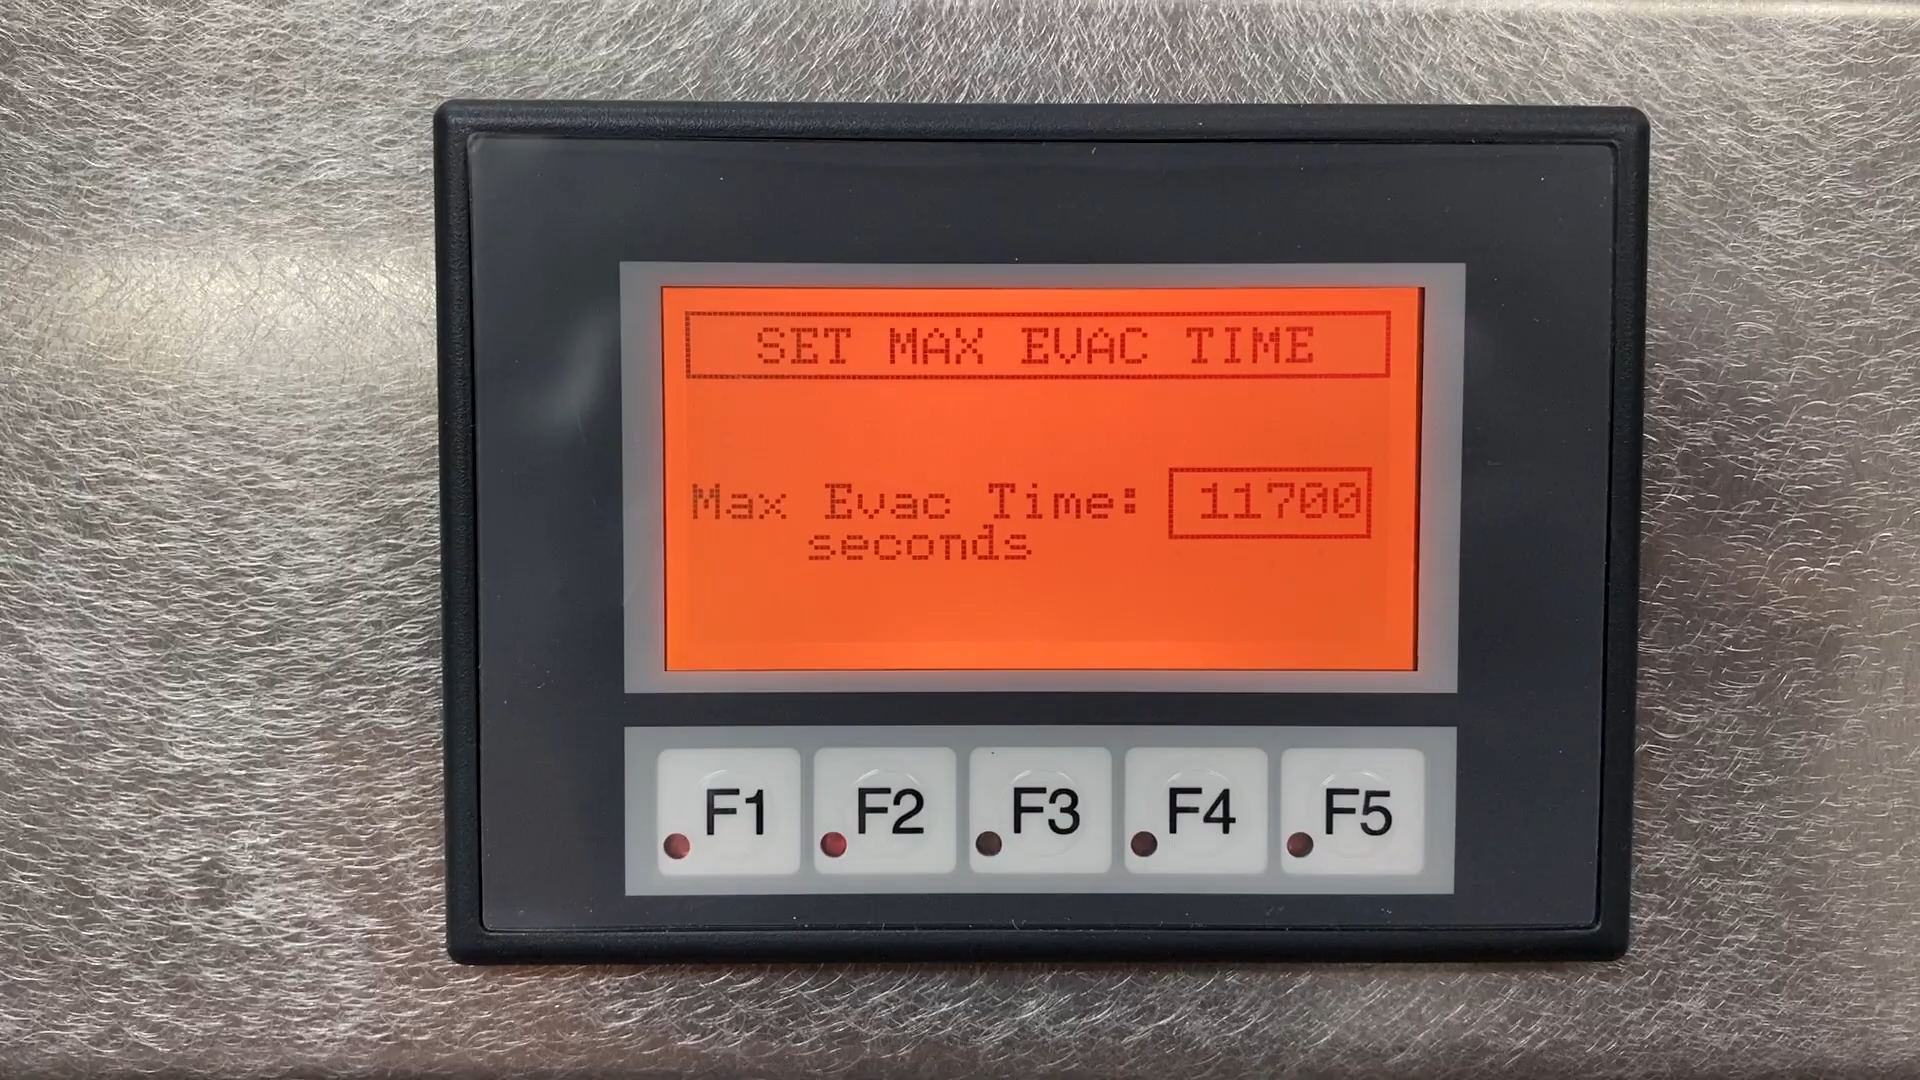 SET MAX EVAC TIME
Max Evac Time: 11700
seconds
F1 F2 F3 F4 F5